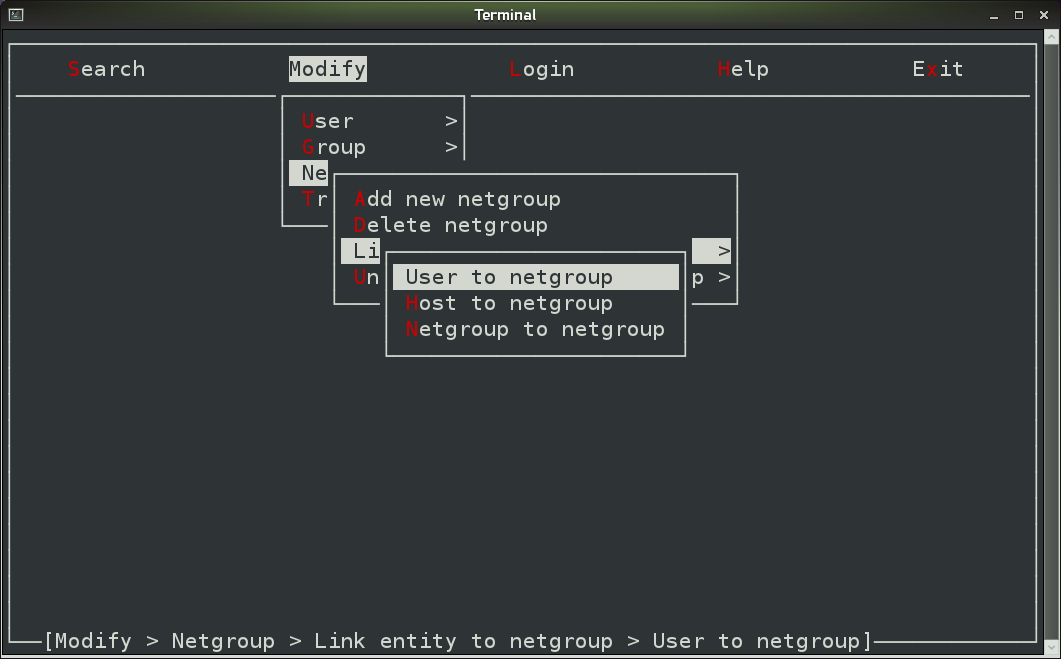 Terminal
Search Modify Login Help Exit
User >
Group >
Ne
Tr
Add new netgroup
Delete netgroup
Li >
Un p >
User to netgroup
Host to netgroup
Netgroup to netgroup
[Modify > Netgroup > Link entity to netgroup > User to netgroup]